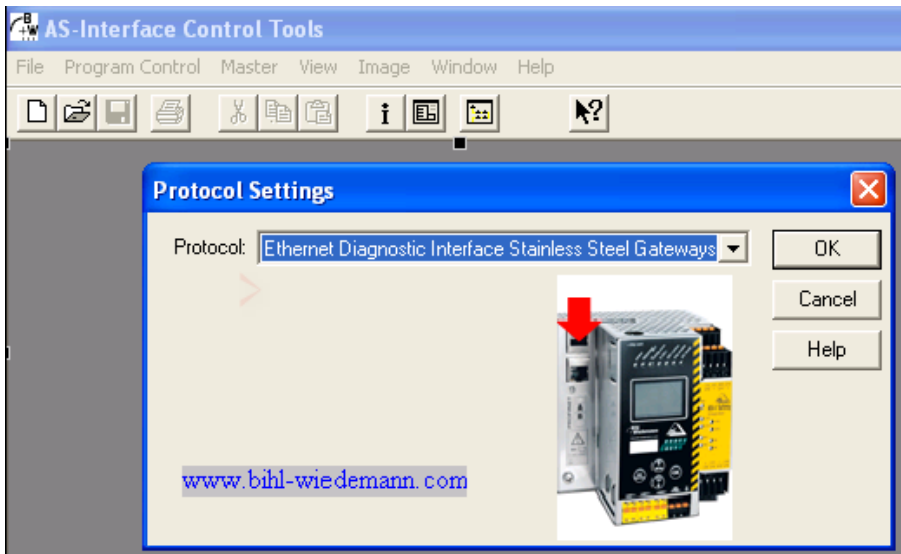 AS-Interface Control Tools
File Program Control Master View Image Window Help
Protocol Settings
Protocol: Ethernet Diagnostic Interface Stainless Steel Gateways
OK
Cancel
Help
www.bihl-wiedemann.com